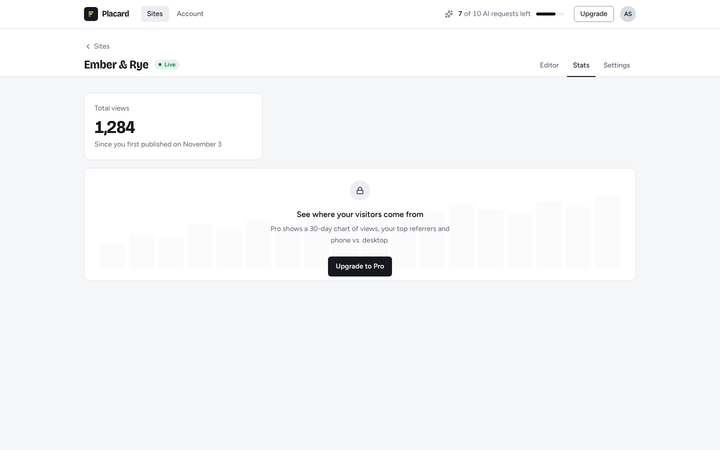 Placard
Sites
Account
7 of 10 AI requests left
Upgrade
AS
Sites
Ember & Rye
Live
Editor
Stats
Settings
Total views
1,284
Since you first published on November 3
See where your visitors come from
Pro shows a 30-day chart of views, your top referrers and
phone vs. desktop.
Upgrade to Pro